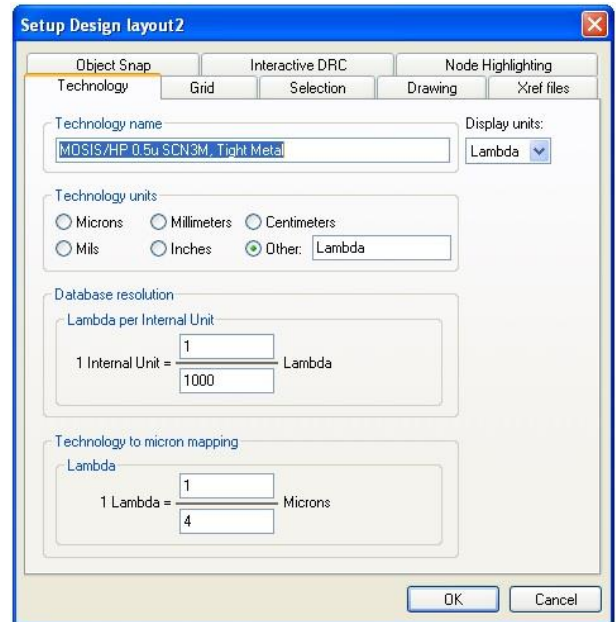 Setup Design layout2
Object Snap Interactive DRC Node Highlighting
Technology Grid Selection Drawing Xref files
Technology name Display units:
MOSIS/HP 0.5u SCN3M, Tight Metal Lambda
Technology units
Microns Millimeters Centimeters
Mils Inches Other: Lambda
Database resolution
Lambda per Internal Unit
1
1 Internal Unit = Lambda
1000
Technology to micron mapping
Lambda
1
1 Lambda = Microns
4
OK Cancel